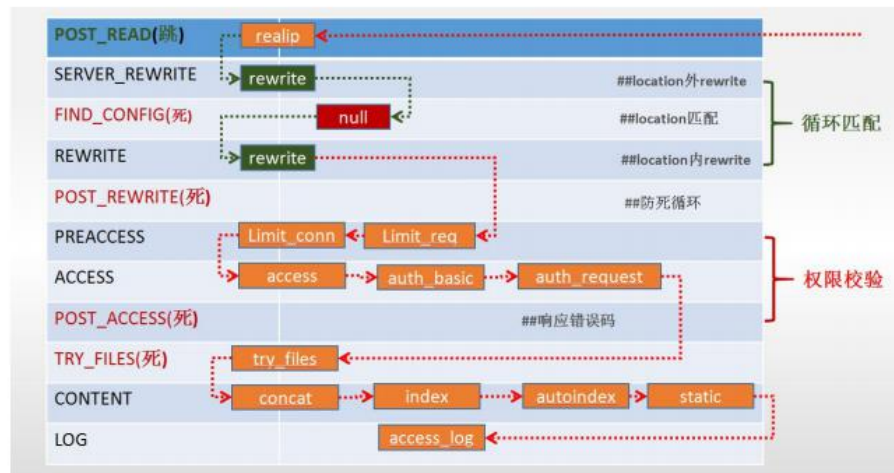 POST_READ(跳) realip
SERVER_REWRITE rewrite ##location外rewrite
FIND_CONFIG(死) null ##location匹配
循环匹配
REWRITE rewrite ##location内rewrite
POST_REWRITE(死) ##防死循环
PREACCESS Limit_conn Limit_req
ACCESS access auth_basic auth_request
权限校验
POST_ACCESS(死) ##响应错误码
TRY_FILES(死) try_files
CONTENT concat index autoindex static
LOG access_log